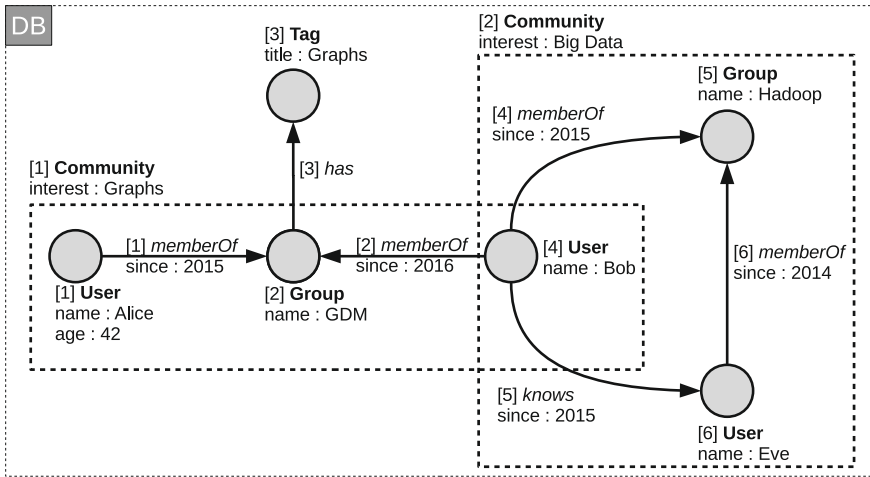 DB
[3] Tag
title : Graphs
[2] Community
interest : Big Data
[5] Group
name : Hadoop
[4] memberOf
since : 2015
[3] has
[1] Community
interest : Graphs
[1] memberOf
since : 2015
[2] memberOf
since : 2016
[4] User
name : Bob
[6] memberOf
since : 2014
[1] User
name : Alice
age : 42
[2] Group
name : GDM
[5] knows
since : 2015
[6] User
name : Eve